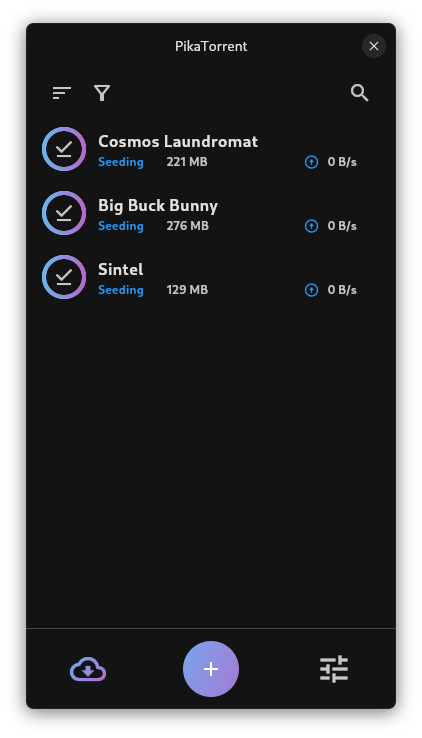 PikaTorrent
Cosmos Laundromat
Seeding 221 MB 0 B/s
Big Buck Bunny
Seeding 276 MB 0 B/s
Sintel
Seeding 129 MB 0 B/s